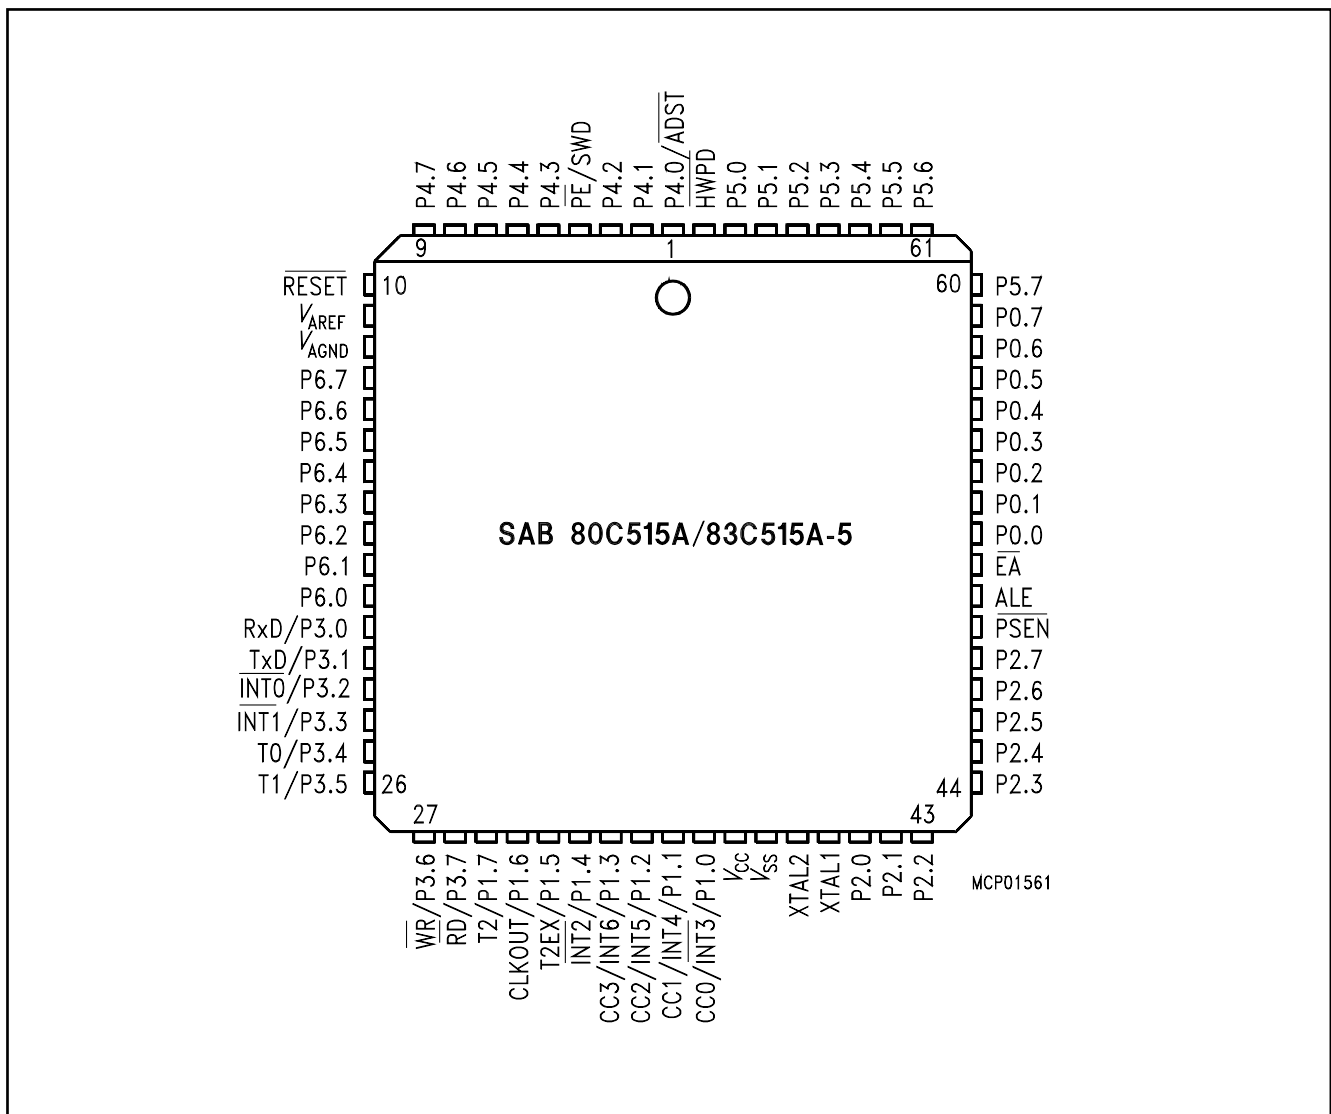 P4.7
P4.6
P4.5
P4.4
P4.3
PE/SWD
P4.2
P4.1
P4.0/ADST
HWPD
P5.0
P5.1
P5.2
P5.3
P5.4
P5.5
P5.6
9
1
61
RESET
10
60
P5.7
VAREF
P0.7
VAGND
P0.6
P6.7
P0.5
P6.6
P0.4
P6.5
P0.3
P6.4
P0.2
P6.3
P0.1
P6.2
SAB 80C515A/83C515A-5
P0.0
P6.1
EA
P6.0
ALE
RxD/P3.0
PSEN
TxD/P3.1
P2.7
INT0/P3.2
P2.6
INT1/P3.3
P2.5
T0/P3.4
P2.4
T1/P3.5
26
44
P2.3
27
43
WR/P3.6
RD/P3.7
T2/P1.7
CLKOUT/P1.6
T2EX/P1.5
INT2/P1.4
CC3/INT6/P1.3
CC2/INT5/P1.2
CC1/INT4/P1.1
CC0/INT3/P1.0
VCC
VSS
XTAL2
XTAL1
P2.0
P2.1
P2.2
MCP01561